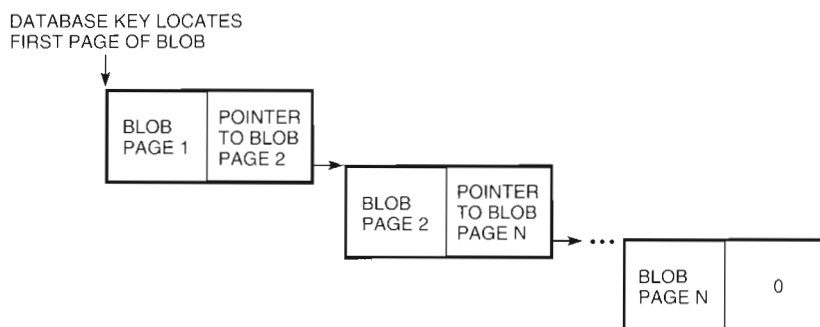 DATABASE KEY LOCATES
FIRST PAGE OF BLOB
BLOB
PAGE 1
POINTER
TO BLOB
PAGE 2
BLOB
PAGE 2
POINTER
TO BLOB
PAGE N
...
BLOB
PAGE N
0